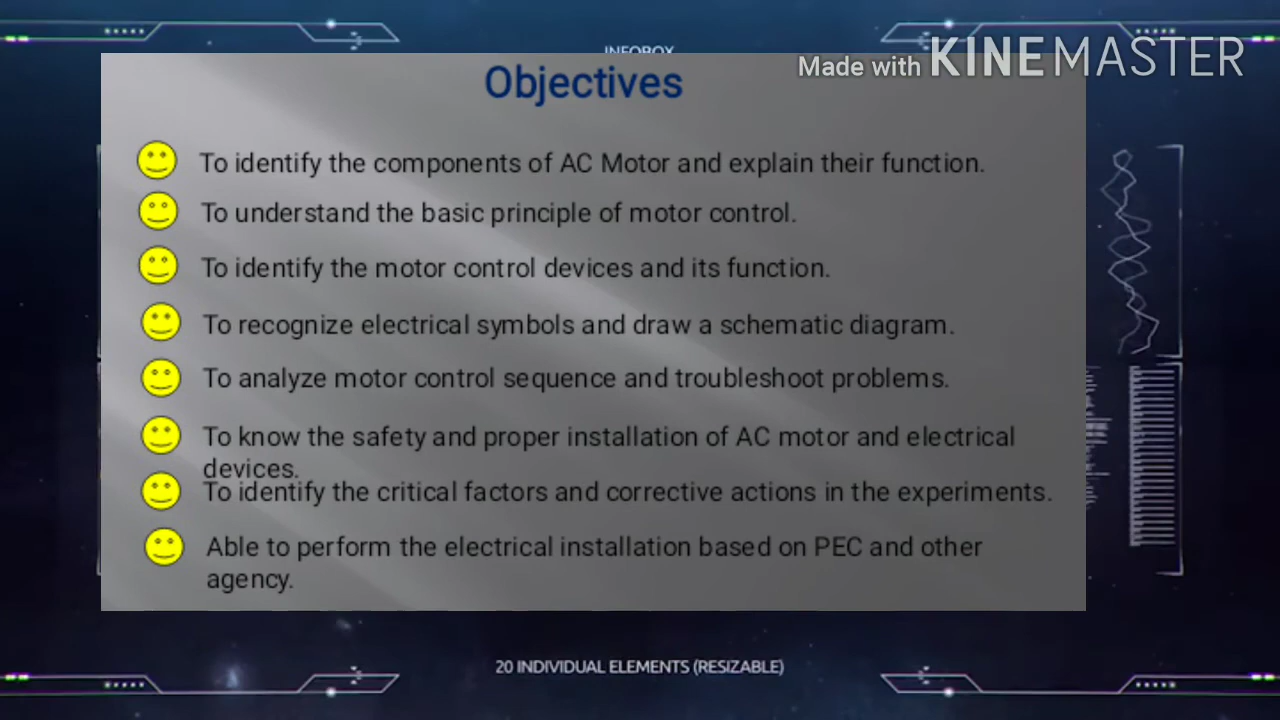 INFOBOX
Made with KINEMASTER
Objectives
To identify the components of AC Motor and explain their function.
To understand the basic principle of motor control.
To identify the motor control devices and its function.
To recognize electrical symbols and draw a schematic diagram.
To analyze motor control sequence and troubleshoot problems.
To know the safety and proper installation of AC motor and electrical
devices.
To identify the critical factors and corrective actions in the experiments.
Able to perform the electrical installation based on PEC and other
agency.
20 INDIVIDUAL ELEMENTS (RESIZABLE)